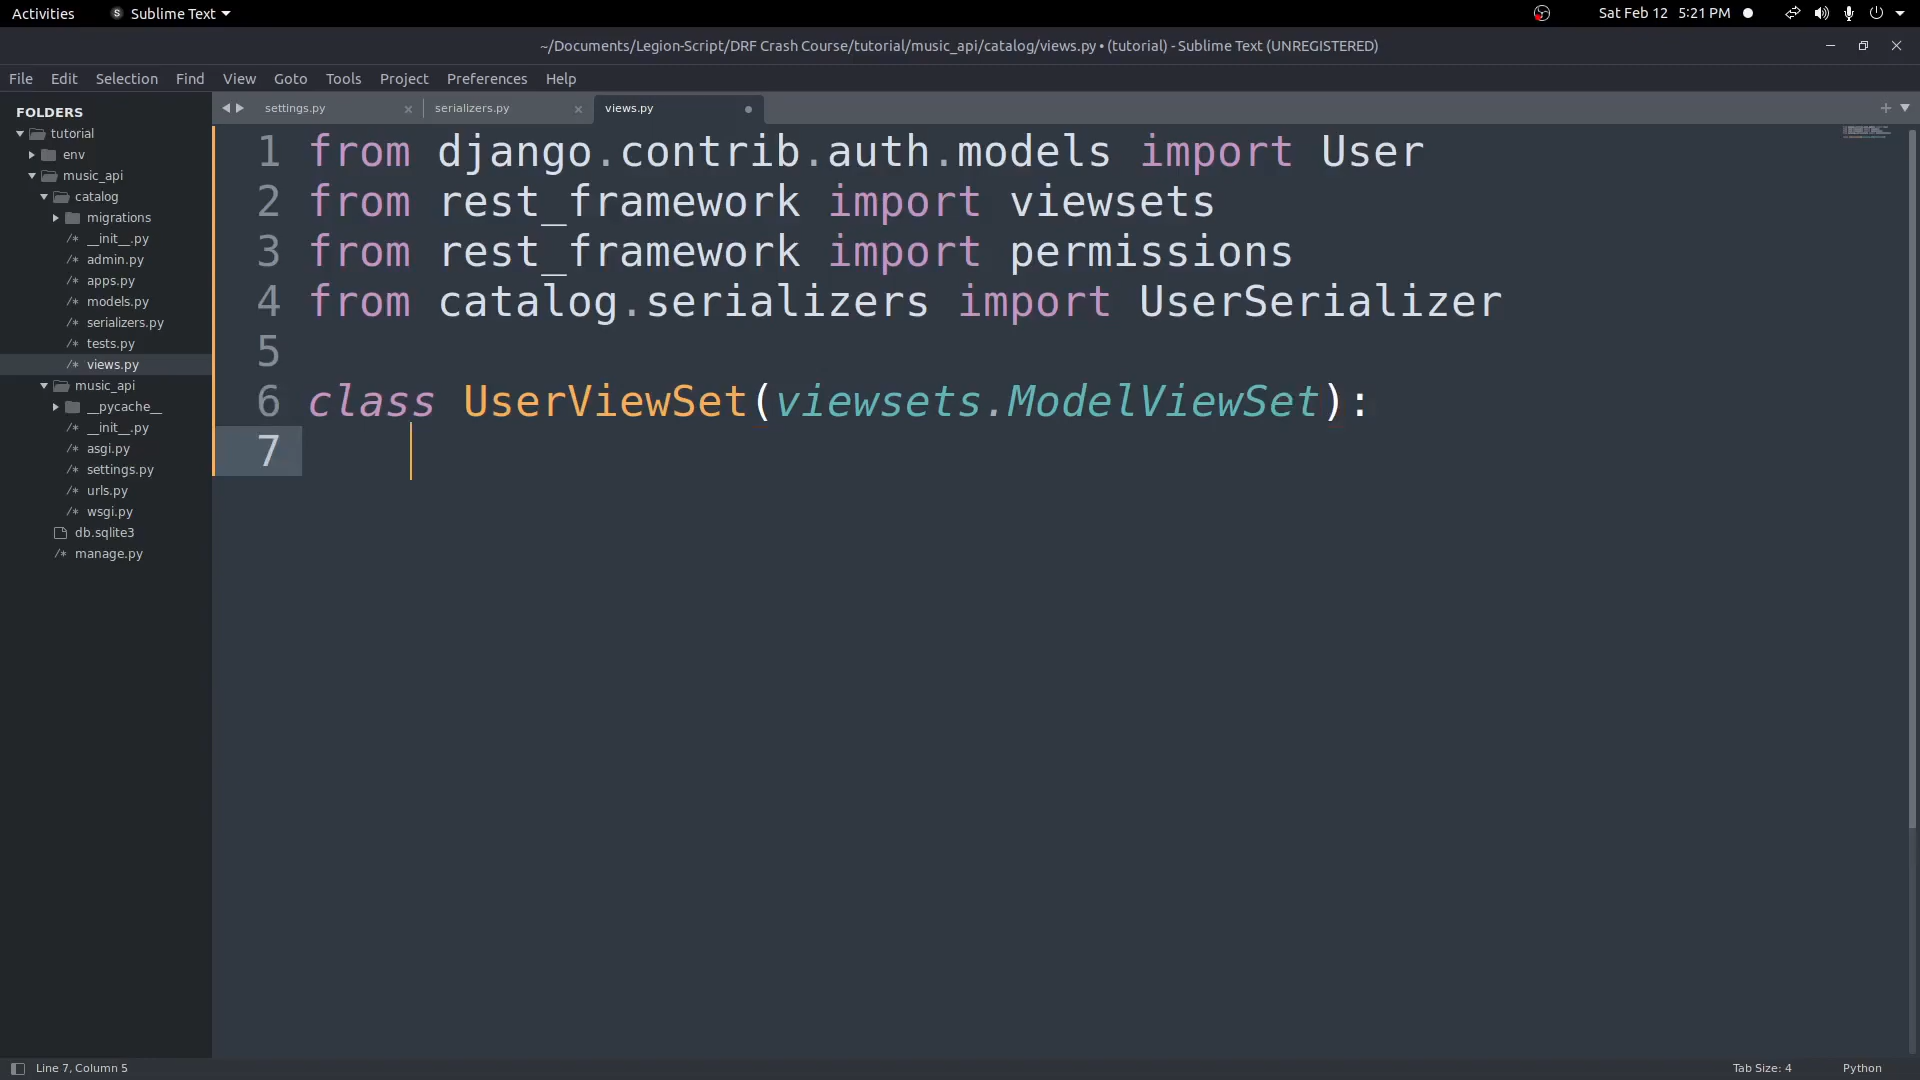 Activities
Sublime Text
Sat Feb 12 5:21 PM
~/Documents/Legion-Script/DRF Crash Course/tutorial/music_api/catalog/views.py • (tutorial) - Sublime Text (UNREGISTERED)
File Edit Selection Find View Goto Tools Project Preferences Help
FOLDERS
tutorial
env
music_api
catalog
migrations
/* __init__.py
/* admin.py
/* apps.py
/* models.py
/* serializers.py
/* tests.py
/* views.py
music_api
__pycache__
/* __init__.py
/* asgi.py
/* settings.py
/* urls.py
/* wsgi.py
db.sqlite3
/* manage.py
settings.py
serializers.py
views.py
1 from django.contrib.auth.models import User
2 from rest_framework import viewsets
3 from rest_framework import permissions
4 from catalog.serializers import UserSerializer
5
6 class UserViewSet(viewsets.ModelViewSet):
7
Line 7, Column 5
Tab Size: 4
Python